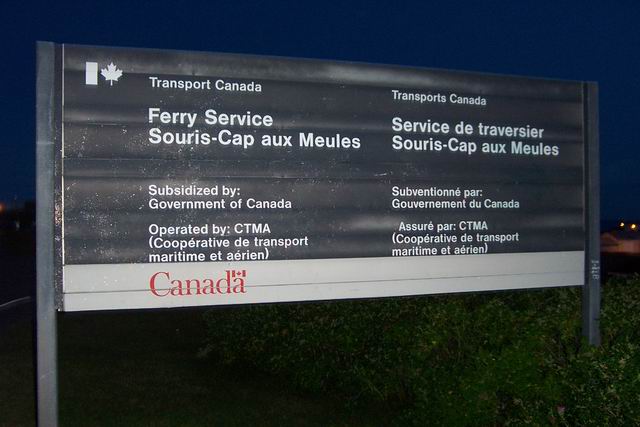 Transport Canada
Ferry Service
Souris-Cap aux Meules
Subsidized by:
Government of Canada
Operated by: CTMA
(Coopérative de transport
maritime et aérien)
Transports Canada
Service de traversier
Souris-Cap aux Meules
Subventionné par:
Gouvernement du Canada
Assuré par: CTMA
(Coopérative de transport
maritime et aérien)
Canada